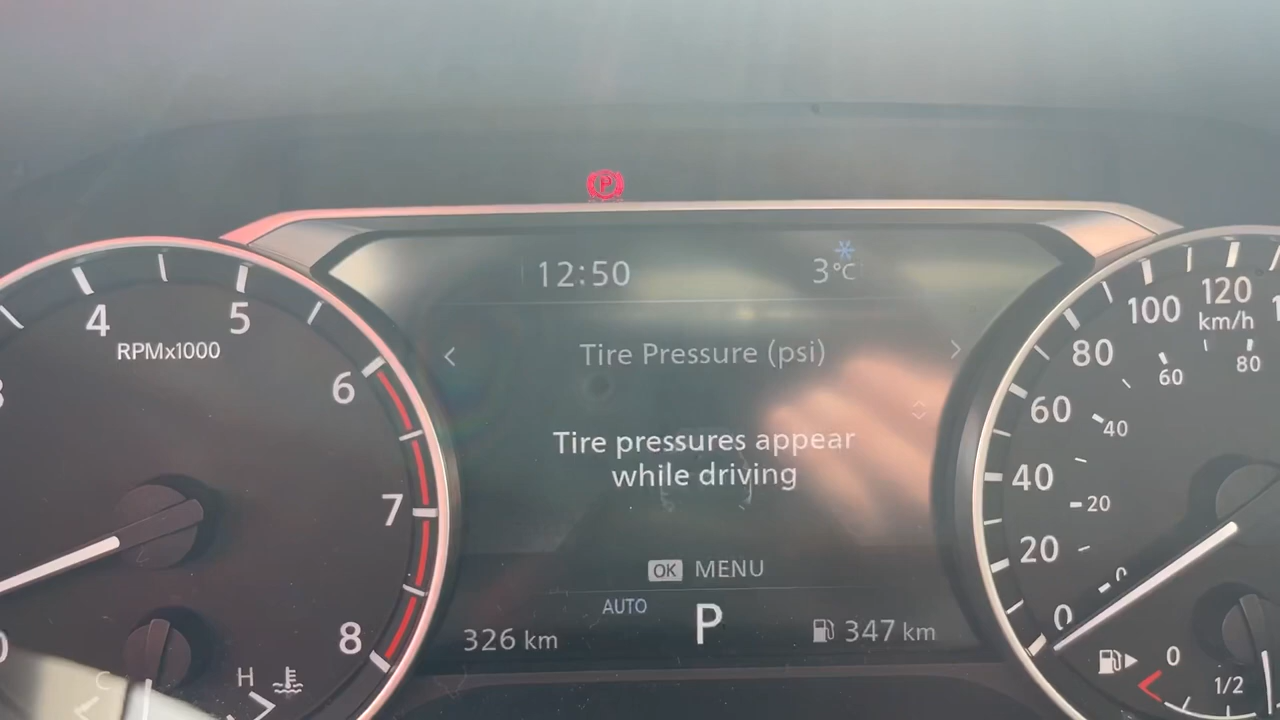 P
12:50
3°C
4
5
RPMx1000
6
7
8
< Tire Pressure (psi) >
Tire pressures appear
while driving
OK MENU
AUTO
P
326 km
347 km
C
H
100
120
km/h
80
60
40
20
0
80
60
40
20
0
0
1/2